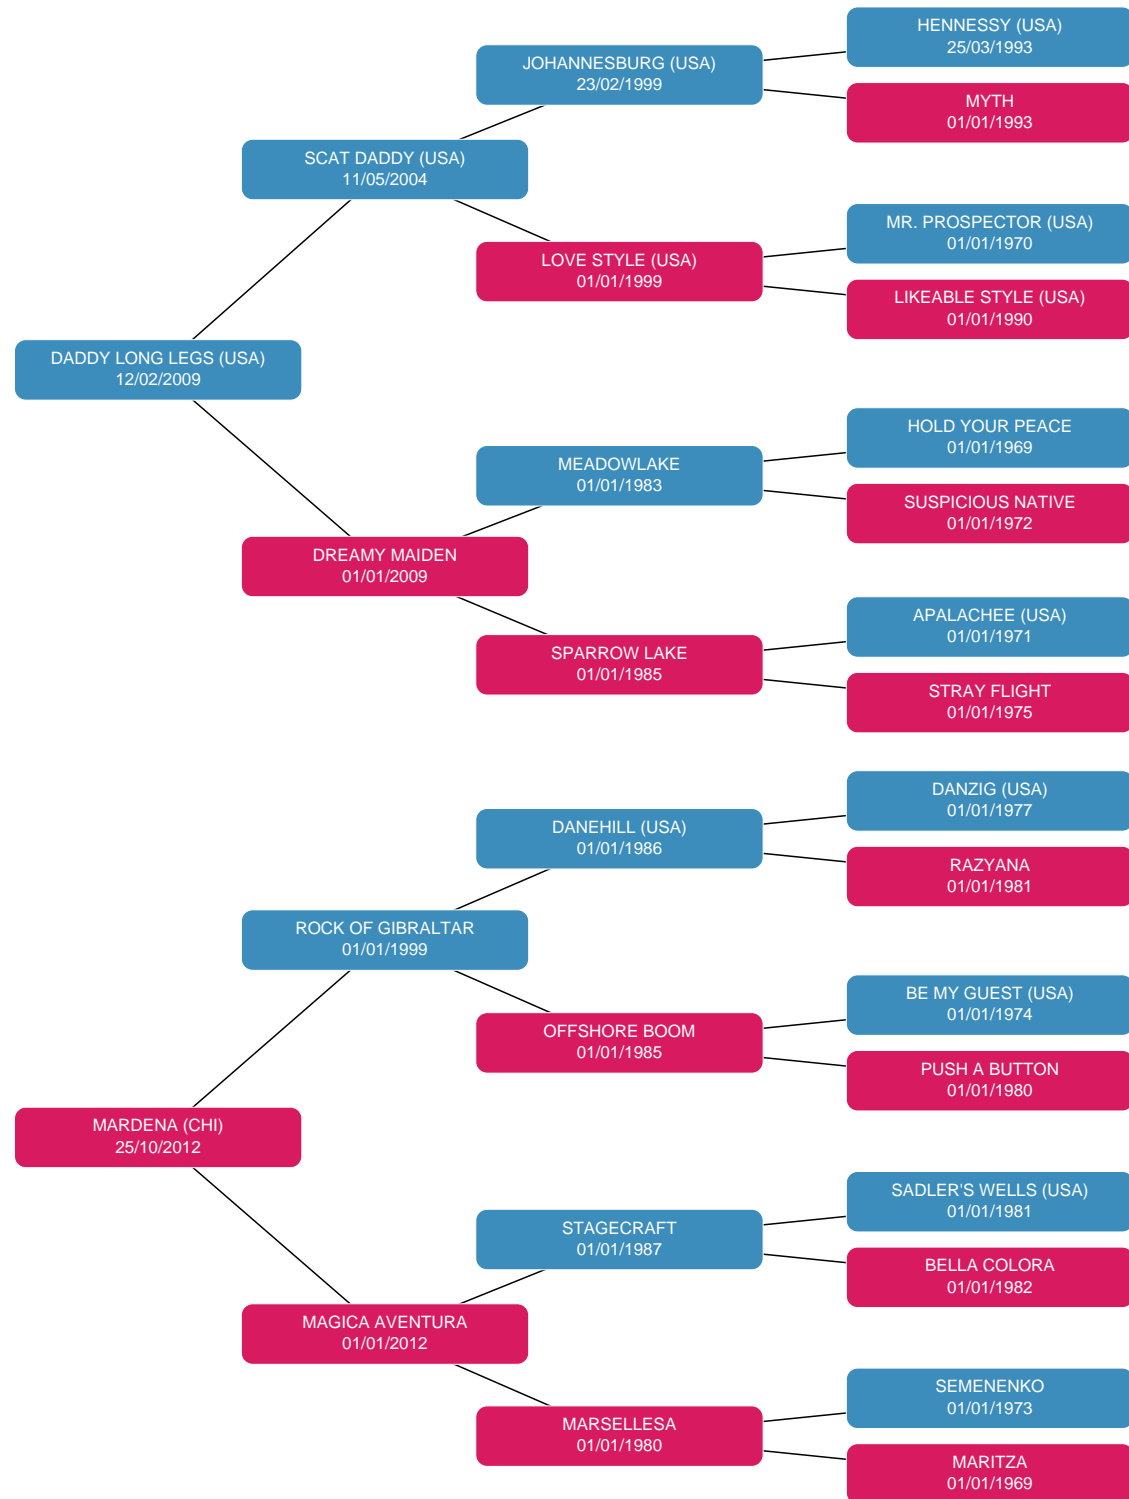 HENNESSY (USA)
25/03/1993
JOHANNESBURG (USA)
23/02/1999
MYTH
01/01/1993
SCAT DADDY (USA)
11/05/2004
MR. PROSPECTOR (USA)
01/01/1970
LOVE STYLE (USA)
01/01/1999
LIKEABLE STYLE (USA)
01/01/1990
DADDY LONG LEGS (USA)
12/02/2009
HOLD YOUR PEACE
01/01/1969
MEADOWLAKE
01/01/1983
SUSPICIOUS NATIVE
01/01/1972
DREAMY MAIDEN
01/01/2009
APALACHEE (USA)
01/01/1971
SPARROW LAKE
01/01/1985
STRAY FLIGHT
01/01/1975
DANZIG (USA)
01/01/1977
DANEHILL (USA)
01/01/1986
RAZYANA
01/01/1981
ROCK OF GIBRALTAR
01/01/1999
BE MY GUEST (USA)
01/01/1974
OFFSHORE BOOM
01/01/1985
PUSH A BUTTON
01/01/1980
MARDENA (CHI)
25/10/2012
SADLER'S WELLS (USA)
01/01/1981
STAGECRAFT
01/01/1987
BELLA COLORA
01/01/1982
MAGICA AVENTURA
01/01/2012
SEMENENKO
01/01/1973
MARSELLESA
01/01/1980
MARITZA
01/01/1969